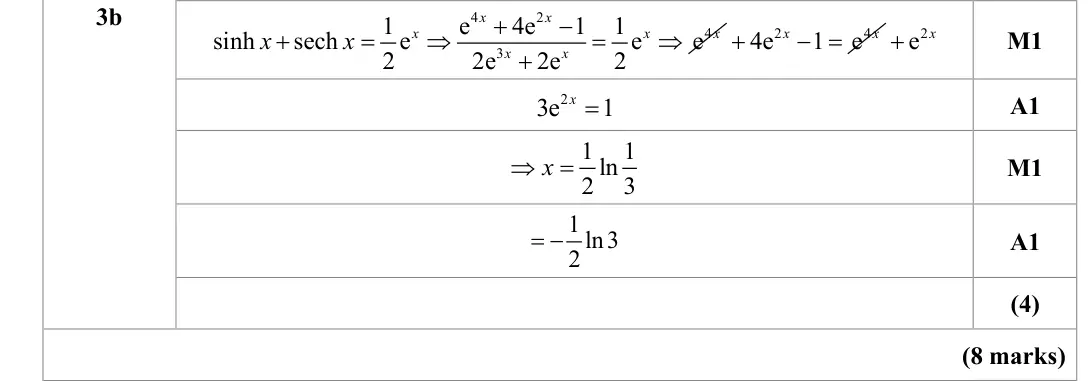 3b
sinh x + sech x = 1/2 e^x ⇒ (e^{4x} + 4e^{2x} − 1)/(2e^{3x} + 2e^x) = 1/2 e^x ⇒ e^{4x} + 4e^{2x} − 1 = e^{4x} + e^{2x} M1
3e^{2x} = 1 A1
⇒ x = 1/2 ln 1/3 M1
= −1/2 ln 3 A1
(4)
(8 marks)